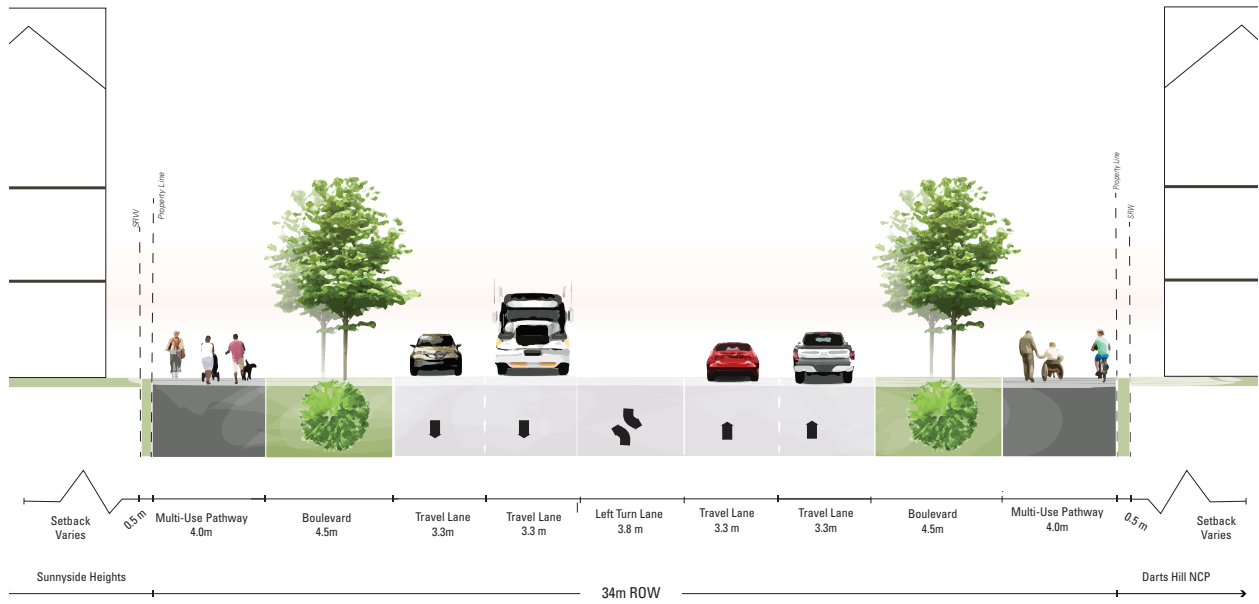 SRW
Property Line
Property Line
SRW
Setback
Varies
0.5 m
Multi-Use Pathway
4.0m
Boulevard
4.5m
Travel Lane
3.3m
Travel Lane
3.3 m
Left Turn Lane
3.8 m
Travel Lane
3.3 m
Travel Lane
3.3m
Boulevard
4.5m
Multi-Use Pathway
4.0m
0.5 m
Setback
Varies
Sunnyside Heights
34m ROW
Darts Hill NCP